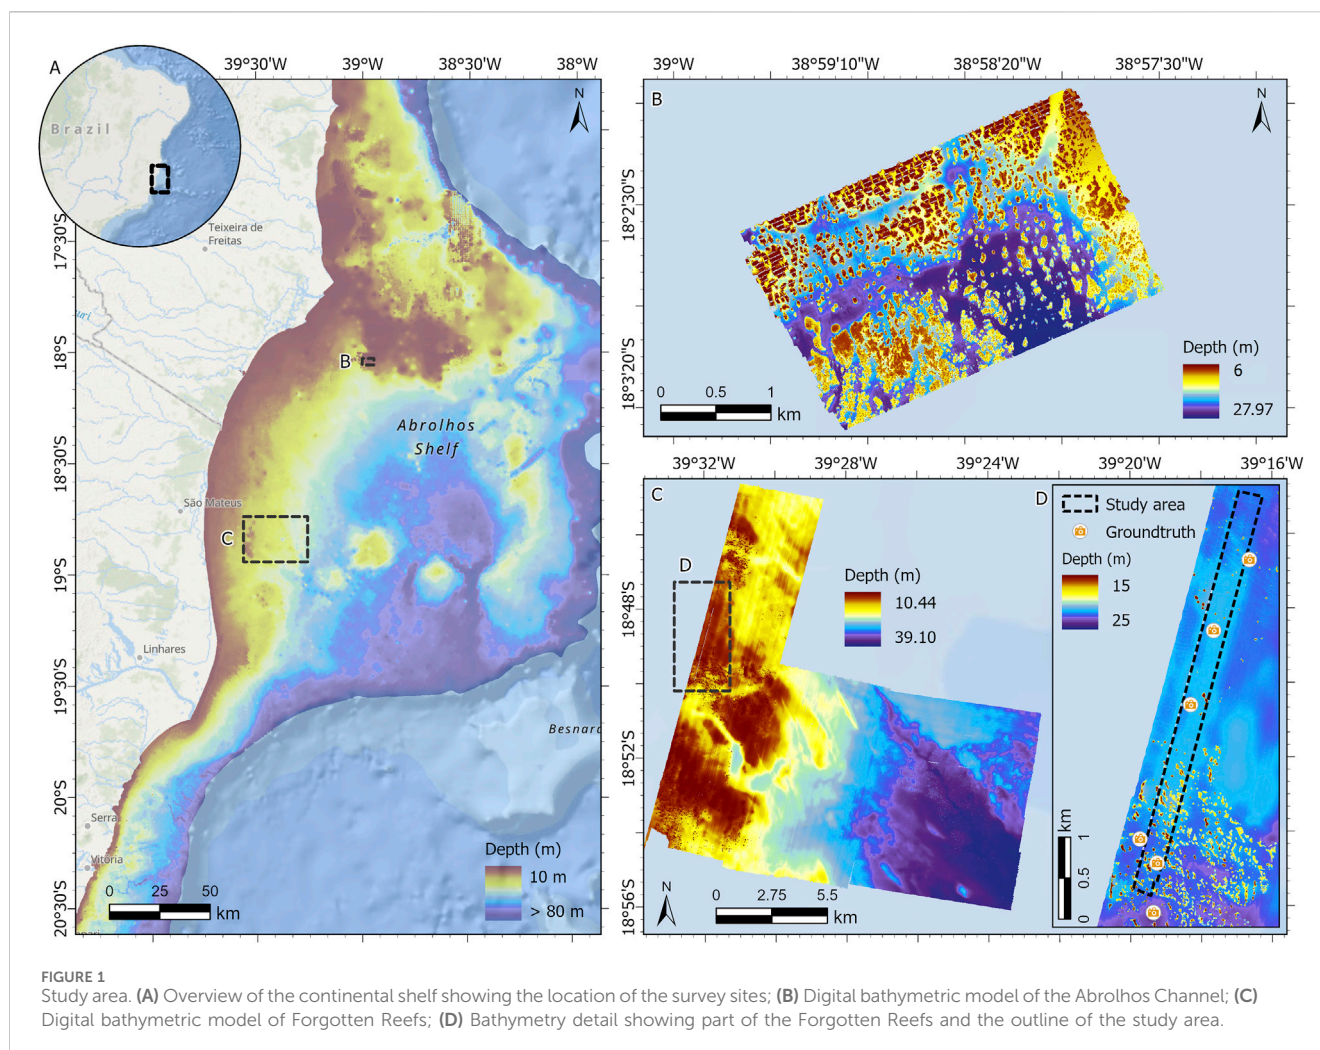 A
39°30'W
39°W
38°30'W
38°W
Brazil
N
17°30'S
18°S
18°30'S
19°S
19°30'S
20°S
20°30'S
Teixeira de
Freitas
B
Abrolhos
Shelf
São Mateus
C
Linhares
Besnard
Serra
Vitória
Depth (m)
10 m
> 80 m
0 25 50
km
39°W
38°59'10"W
38°58'20"W
38°57'30"W
B
N
18°2'30"S
18°3'20"S
Depth (m)
6
27.97
0 0.5 1
km
39°32'W
39°28'W
39°24'W
39°20'W
39°16'W
C
D
18°48'S
18°52'S
18°56'S
Depth (m)
10.44
39.10
N
0 2.75 5.5
km
D
Study area
Groundtruth
Depth (m)
15
25
km
0 0.5 1
FIGURE 1
Study area. (A) Overview of the continental shelf showing the location of the survey sites; (B) Digital bathymetric model of the Abrolhos Channel; (C)
Digital bathymetric model of Forgotten Reefs; (D) Bathymetry detail showing part of the Forgotten Reefs and the outline of the study area.